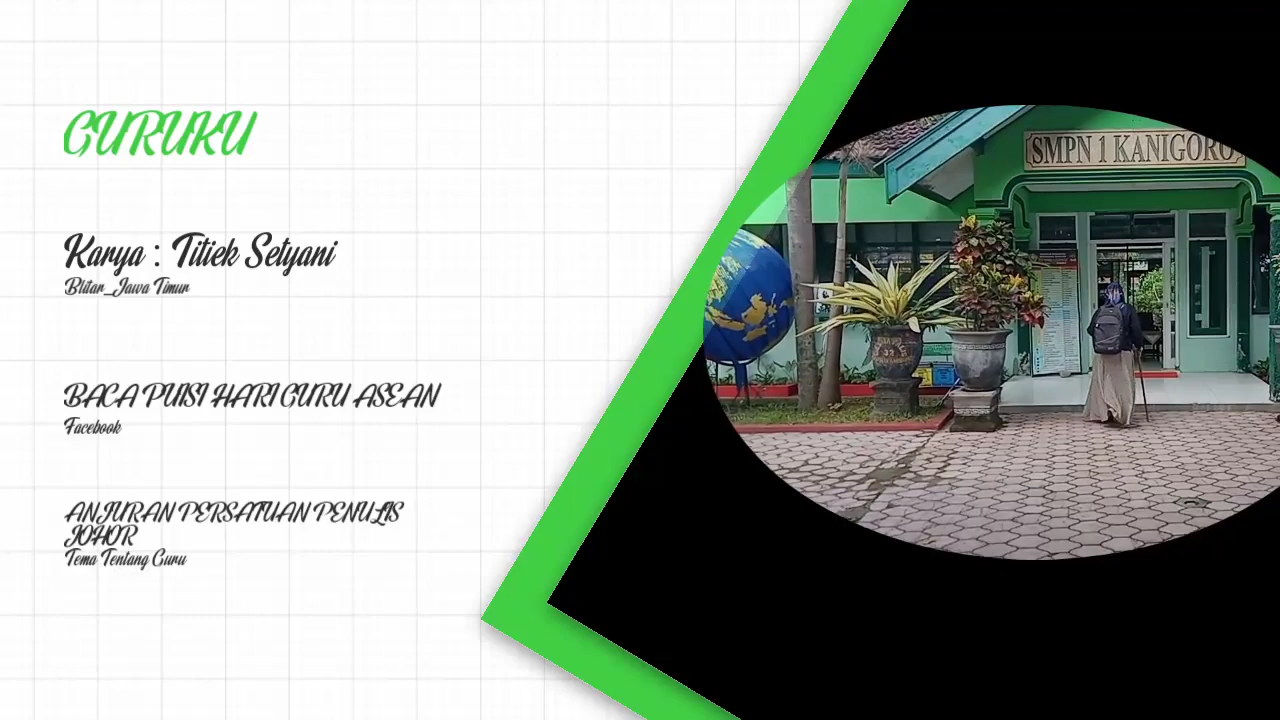 GURUKU
Karya : Titiek Setyani
Blitar_Jawa Timur
BACA PUISI HARI GURU ASEAN
Facebook
ANJURAN PERSATUAN PENULIS
JOHOR
Tema Tentang Guru
SMPN 1 KANIGORO